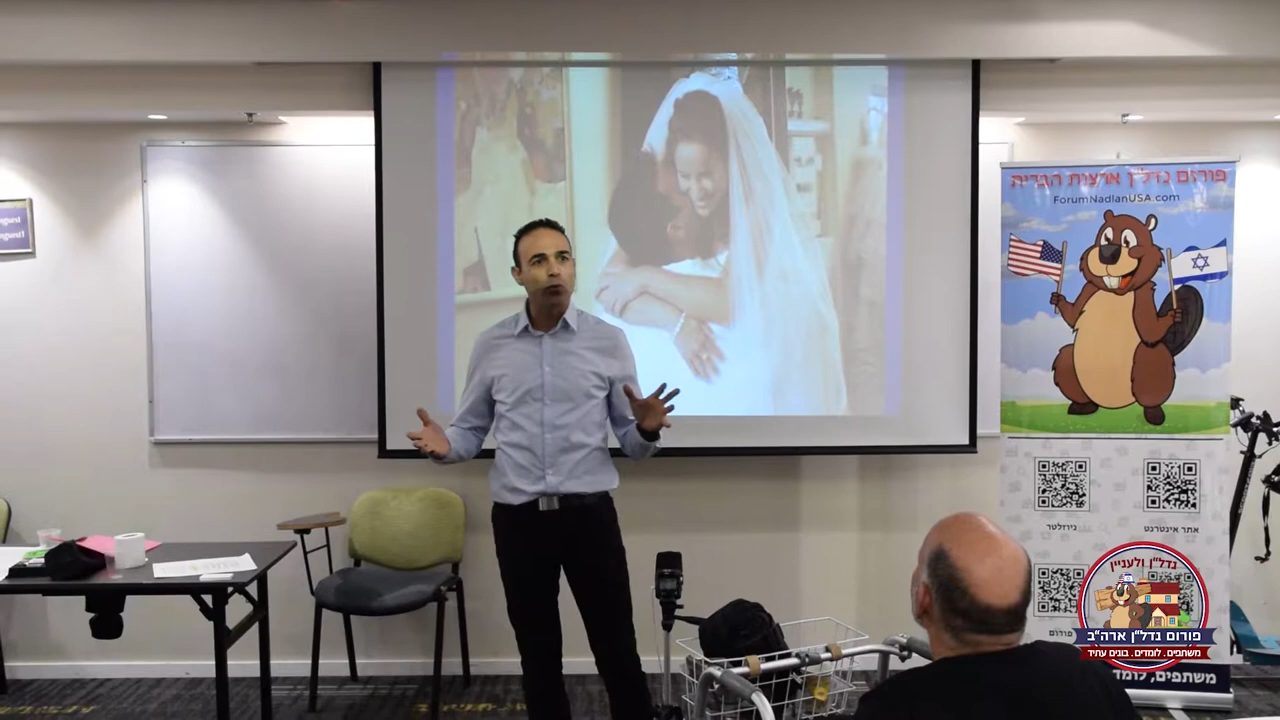 פורום נדל"ן ארצות הברית
ForumNadlanUSA.com
ניוזלטר
אתר אינטרנט
פורום
נדל"ן ולעניין
פורום נדל"ן ארה"ב
משתפים. לומדים. בונים עתיד
משתפים,